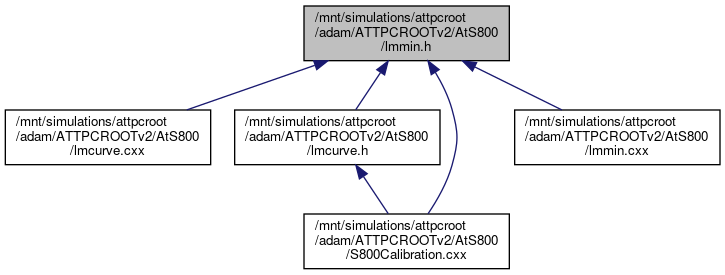 /mnt/simulations/attpcroot
/adam/ATTPCROOTv2/AtS800
/lmmin.h
/mnt/simulations/attpcroot
/adam/ATTPCROOTv2/AtS800
/lmcurve.cxx
/mnt/simulations/attpcroot
/adam/ATTPCROOTv2/AtS800
/lmcurve.h
/mnt/simulations/attpcroot
/adam/ATTPCROOTv2/AtS800
/lmmin.cxx
/mnt/simulations/attpcroot
/adam/ATTPCROOTv2/AtS800
/S800Calibration.cxx